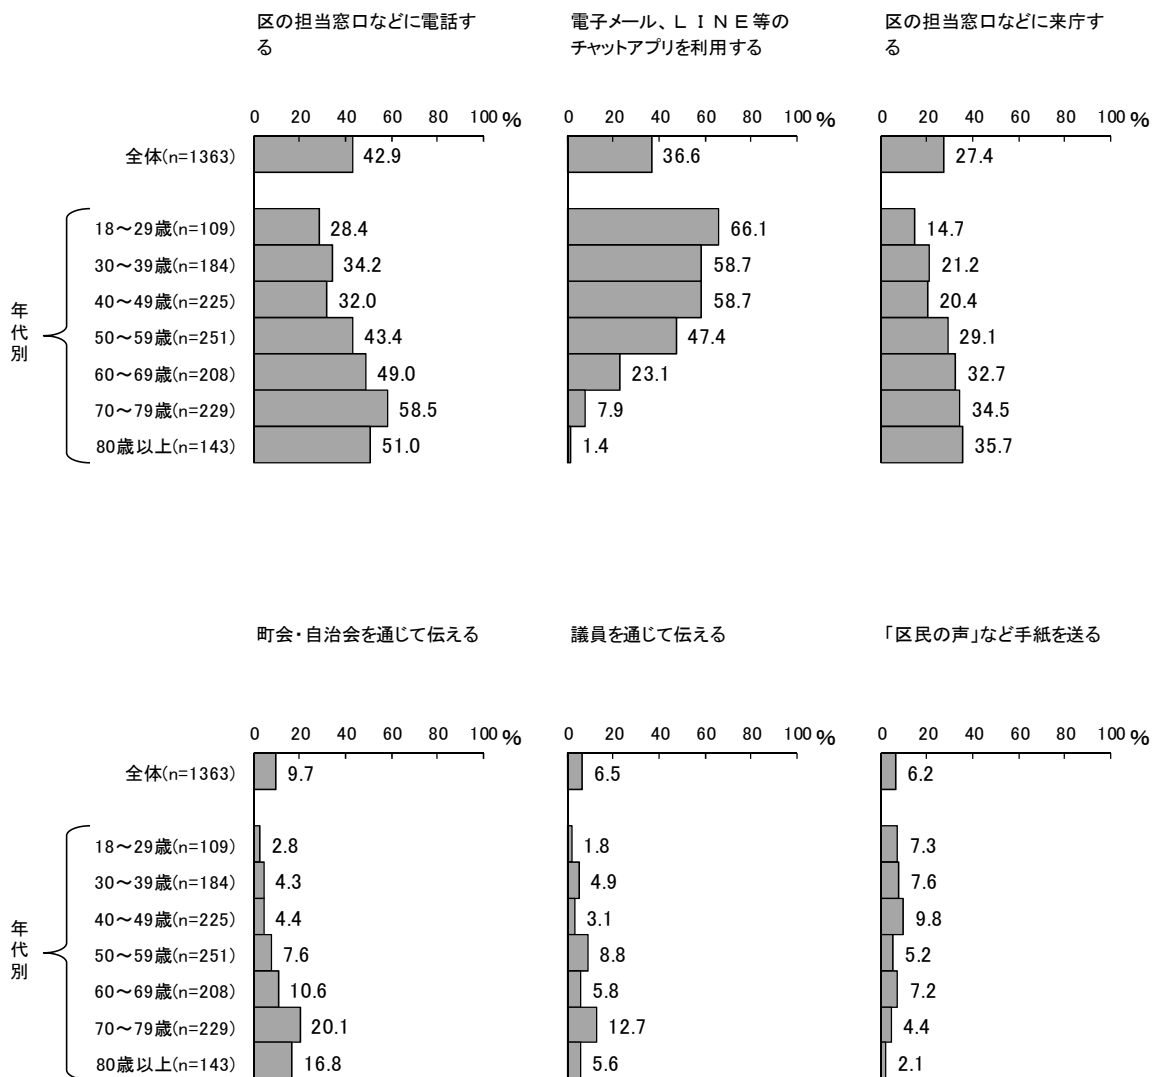 区の担当窓口などに電話す
る
電子メール、ＬＩＮＥ等の
チャットアプリを利用する
区の担当窓口などに来庁す
る
0 20 40 60 80 100 %
0 20 40 60 80 100 %
0 20 40 60 80 100 %
全体(n=1363) 42.9 36.6 27.4
年代別
18～29歳(n=109) 28.4 66.1 14.7
30～39歳(n=184) 34.2 58.7 21.2
40～49歳(n=225) 32.0 58.7 20.4
50～59歳(n=251) 43.4 47.4 29.1
60～69歳(n=208) 49.0 23.1 32.7
70～79歳(n=229) 58.5 7.9 34.5
80歳以上(n=143) 51.0 1.4 35.7
町会・自治会を通じて伝える
議員を通じて伝える
「区民の声」など手紙を送る
0 20 40 60 80 100 %
0 20 40 60 80 100 %
0 20 40 60 80 100 %
全体(n=1363) 9.7 6.5 6.2
年代別
18～29歳(n=109) 2.8 1.8 7.3
30～39歳(n=184) 4.3 4.9 7.6
40～49歳(n=225) 4.4 3.1 9.8
50～59歳(n=251) 7.6 8.8 5.2
60～69歳(n=208) 10.6 5.8 7.2
70～79歳(n=229) 20.1 12.7 4.4
80歳以上(n=143) 16.8 5.6 2.1